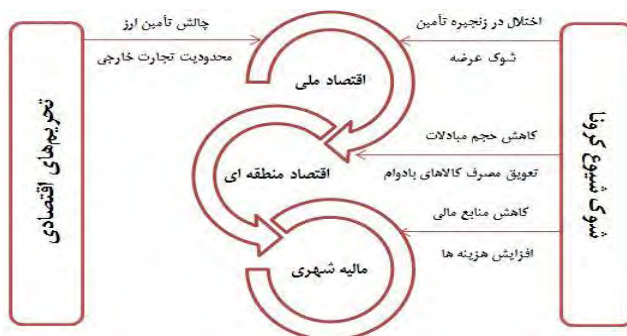 شوک شیوع کرونا
اختلال در زنجیره تأمین
شوک عرضه
کاهش حجم مبادلات
تعویق مصرف کالاهای بادوام
کاهش منابع مالی
افزایش هزینه ها
اقتصاد ملی
اقتصاد منطقه ای
مالیه شهری
چالش تأمین ارز
محدودیت تجارت خارجی
تحریم‌های اقتصادی